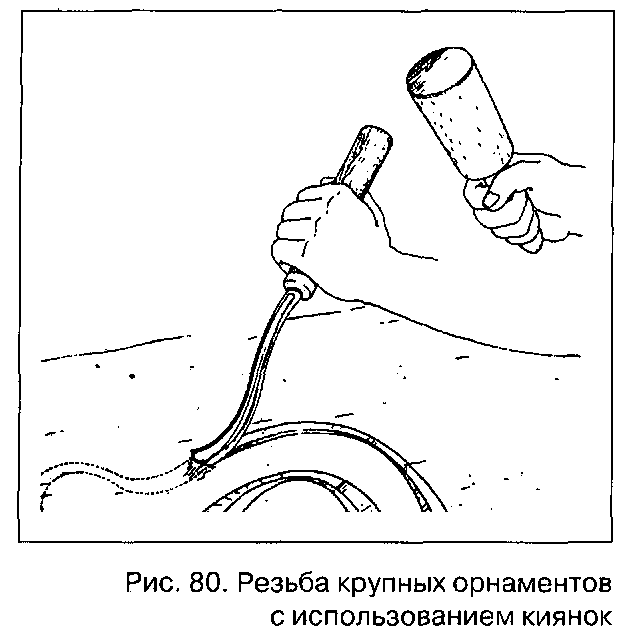 Рис. 80. Резьба крупных орнаментов
с использованием киянок